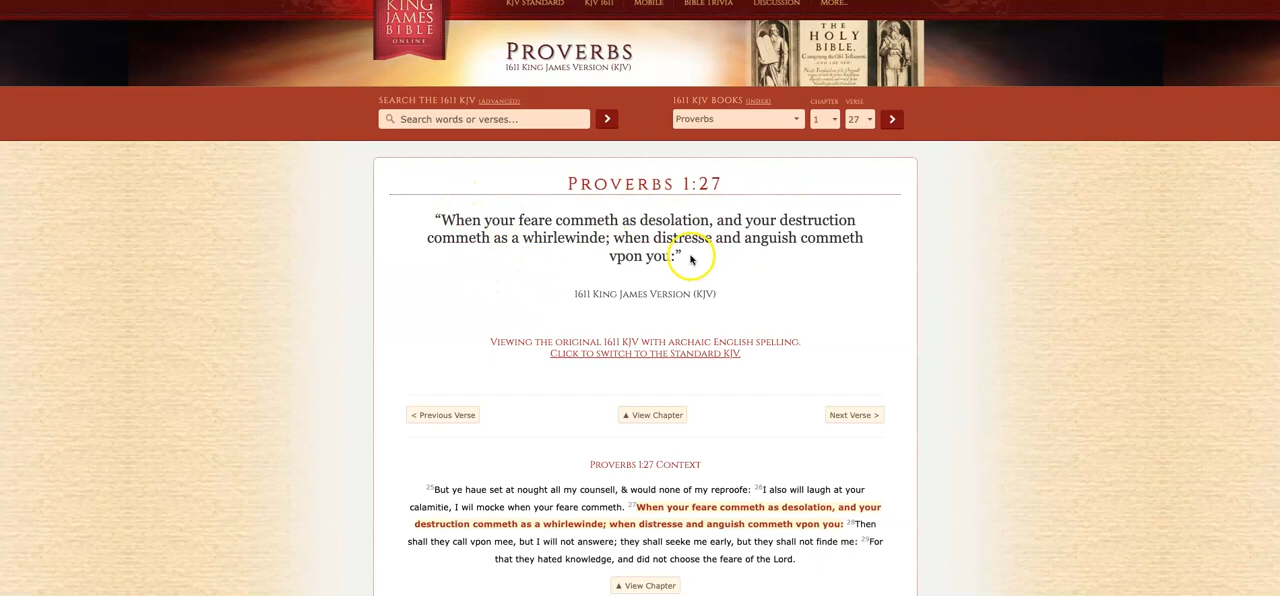 KING
JAMES
BIBLE
ONLINE
KJV STANDARD KJV 1611 MOBILE BIBLE TRIVIA DISCUSSION MORE...
PROVERBS
1611 KING JAMES VERSION (KJV)
THE
HOLY
BIBLE,
SEARCH THE 1611 KJV (ADVANCED)
Search words or verses...
1611 KJV BOOKS (INDEX) CHAPTER VERSE
Proverbs 1 27
PROVERBS 1:27
“When your feare commeth as desolation, and your destruction
commeth as a whirlewinde; when distresse and anguish commeth
vpon you:”
1611 KING JAMES VERSION (KJV)
VIEWING THE ORIGINAL 1611 KJV WITH ARCHAIC ENGLISH SPELLING.
CLICK TO SWITCH TO THE STANDARD KJV.
< Previous Verse ▲ View Chapter Next Verse >
PROVERBS 1:27 CONTEXT
25But ye haue set at nought all my counsell, & would none of my reproofe: 26I also will laugh at your
calamitie, I wil mocke when your feare commeth. 27When your feare commeth as desolation, and your
destruction commeth as a whirlewinde; when distresse and anguish commeth vpon you: 28Then
shall they call vpon mee, but I will not answere; they shall seeke me early, but they shall not finde me: 29For
that they hated knowledge, and did not choose the feare of the Lord.
▲ View Chapter